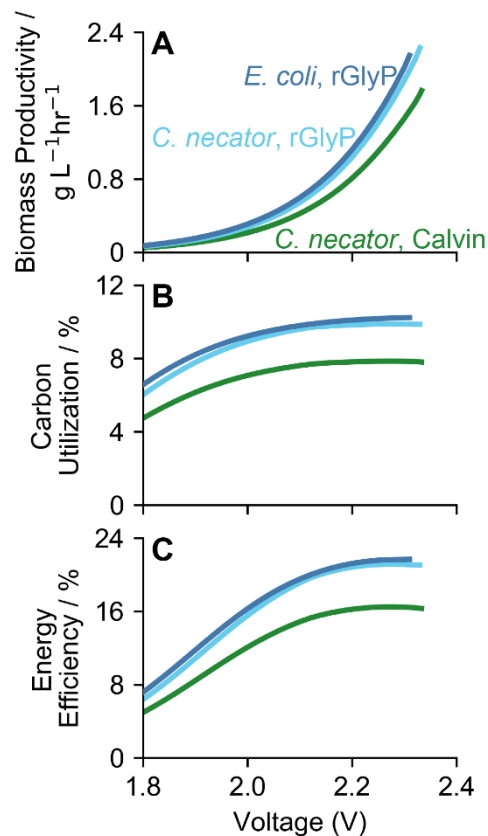 A
Biomass Productivity /
g L⁻¹hr⁻¹
2.4
1.6
0.8
0
E. coli, rGlyP
C. necator, rGlyP
C. necator, Calvin
B
Carbon
Utilization / %
12
8
4
0
C
Energy
Efficiency / %
24
16
8
0
1.8 2.0 2.2 2.4
Voltage (V)